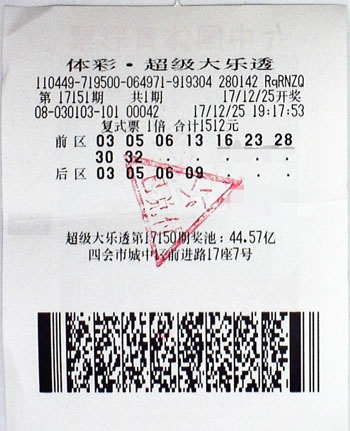 体彩·超级大乐透
110449-719500-064971-919304 280142 RqRNZQ
第 17151期 共1期 17/12/25开奖
08-030103-101 00042 17/12/25 19:17:53
复式票 1倍 合计1512元
前区 03 05 06 13 16 23 28
30 32 . . . . .
后区 03 05 06 09 . . .
超级大乐透第17150期奖池：44.57亿
四会市城中区前进路17座7号